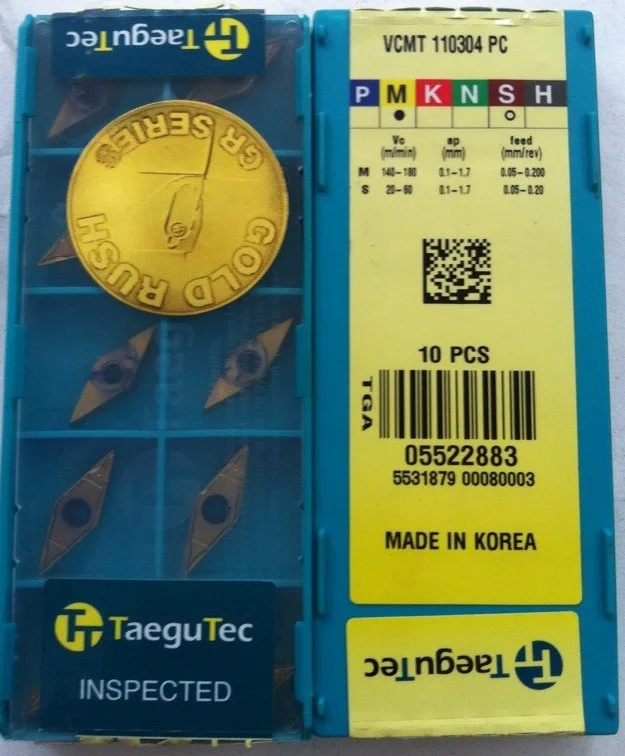 TaeguTec
GR SERIES
GOLD RUSH
TaeguTec
INSPECTED
VCMT 110304 PC
P M K N S H
Vc ap feed
(m/min) (mm) (mm/rev)
M 140-180 0.1-1.7 0.05-0.200
S 20-60 0.1-1.7 0.05-0.20
10 PCS
TGA
05522883
5531879 00080003
MADE IN KOREA
TaeguTec